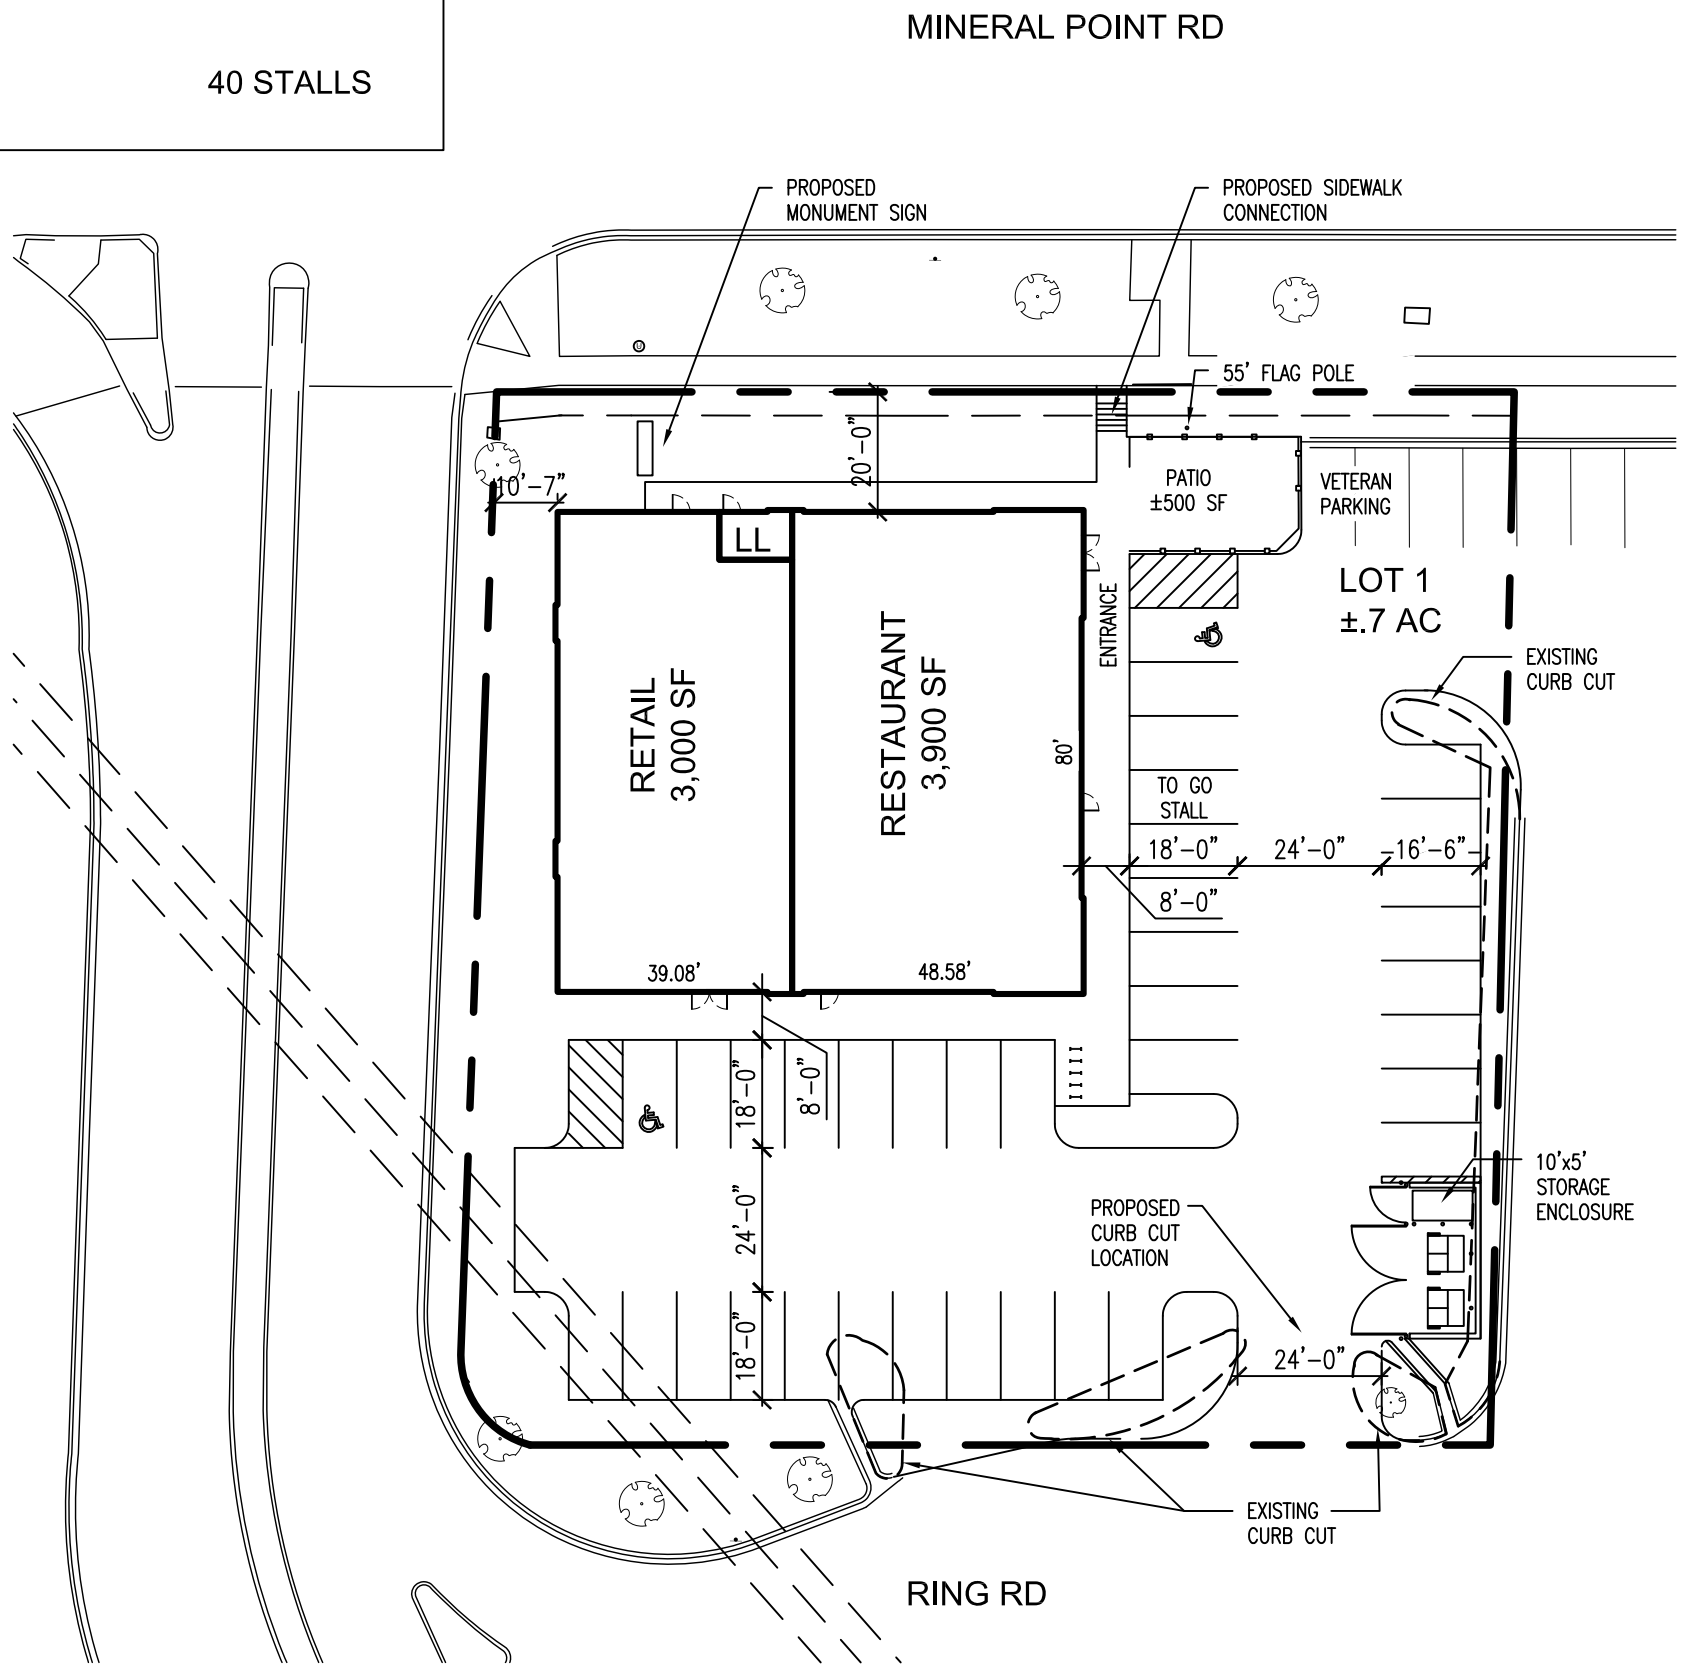 MINERAL POINT RD
40 STALLS
PROPOSED
MONUMENT SIGN
PROPOSED SIDEWALK
CONNECTION
U
55' FLAG POLE
20'-0"
10'-7"
PATIO
±500 SF
VETERAN
PARKING
LL
LOT 1
±.7 AC
ENTRANCE
RETAIL
3,000 SF
RESTAURANT
3,900 SF
EXISTING
CURB CUT
80'
TO GO
STALL
18'-0"
24'-0"
16'-6"
8'-0"
39.08'
48.58'
18'-0"
8'-0"
24'-0"
18'-0"
10'x5'
STORAGE
ENCLOSURE
PROPOSED
CURB CUT
LOCATION
24'-0"
EXISTING
CURB CUT
RING RD